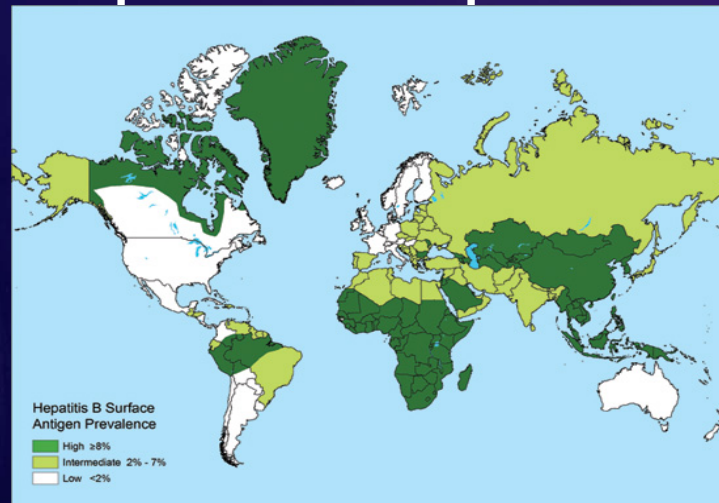 Hepatitis B Surface
Antigen Prevalence
High ≥8%
Intermediate 2% - 7%
Low <2%